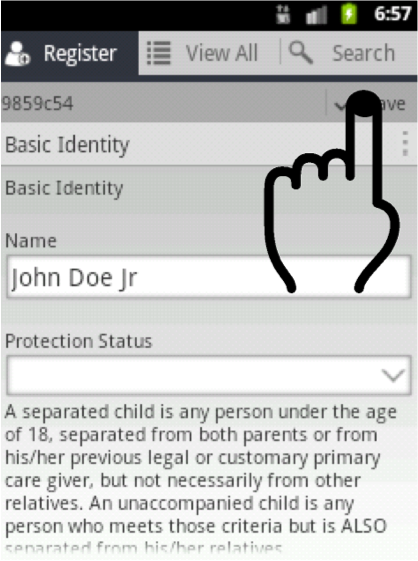 6:57
Register View All Search
9859c54
Basic Identity
Basic Identity
Name
John Doe Jr
Protection Status
A separated child is any person under the age
of 18, separated from both parents or from
his/her previous legal or customary primary
care giver, but not necessarily from other
relatives. An unaccompanied child is any
person who meets those criteria but is ALSO
separated from his/her relatives